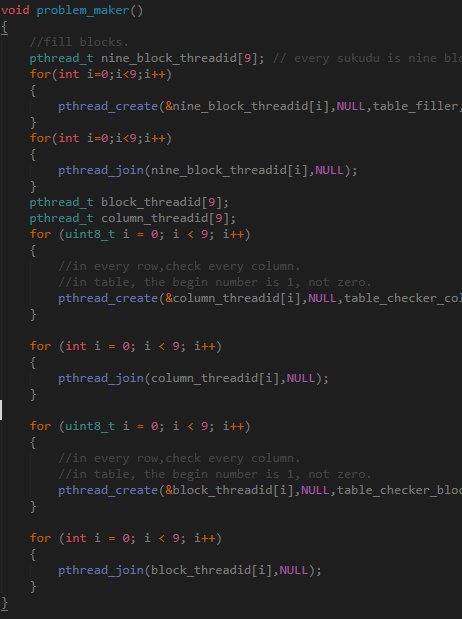 void problem_maker()
{
//fill blocks.
pthread_t nine_block_threadid[9]; // every sukudu is nine blo
for(int i=0;i<9;i++)
{
pthread_create(&nine_block_threadid[i],NULL,table_filler,
}
for(int i=0;i<9;i++)
{
pthread_join(nine_block_threadid[i],NULL);
}
pthread_t block_threadid[9];
pthread_t column_threadid[9];
for (uint8_t i = 0; i < 9; i++)
{
//in every row,check every column.
//in table, the begin number is 1, not zero.
pthread_create(&column_threadid[i],NULL,table_checker_col
}
for (int i = 0; i < 9; i++)
{
pthread_join(column_threadid[i],NULL);
}
for (uint8_t i = 0; i < 9; i++)
{
//in every row,check every column.
//in table, the begin number is 1, not zero.
pthread_create(&block_threadid[i],NULL,table_checker_bloc
}
for (int i = 0; i < 9; i++)
{
pthread_join(block_threadid[i],NULL);
}
}